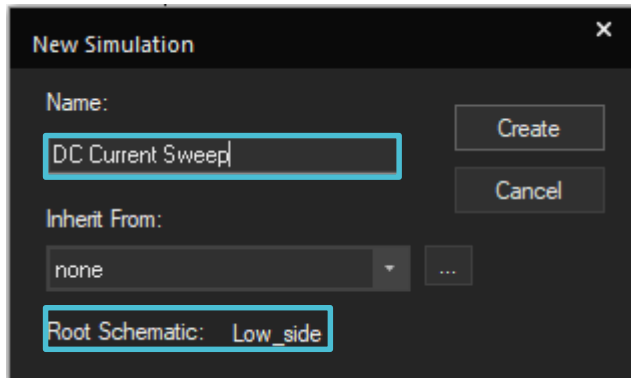 New Simulation
Name:
DC Current Sweep
Create
Cancel
Inherit From:
none
...
Root Schematic: Low_side